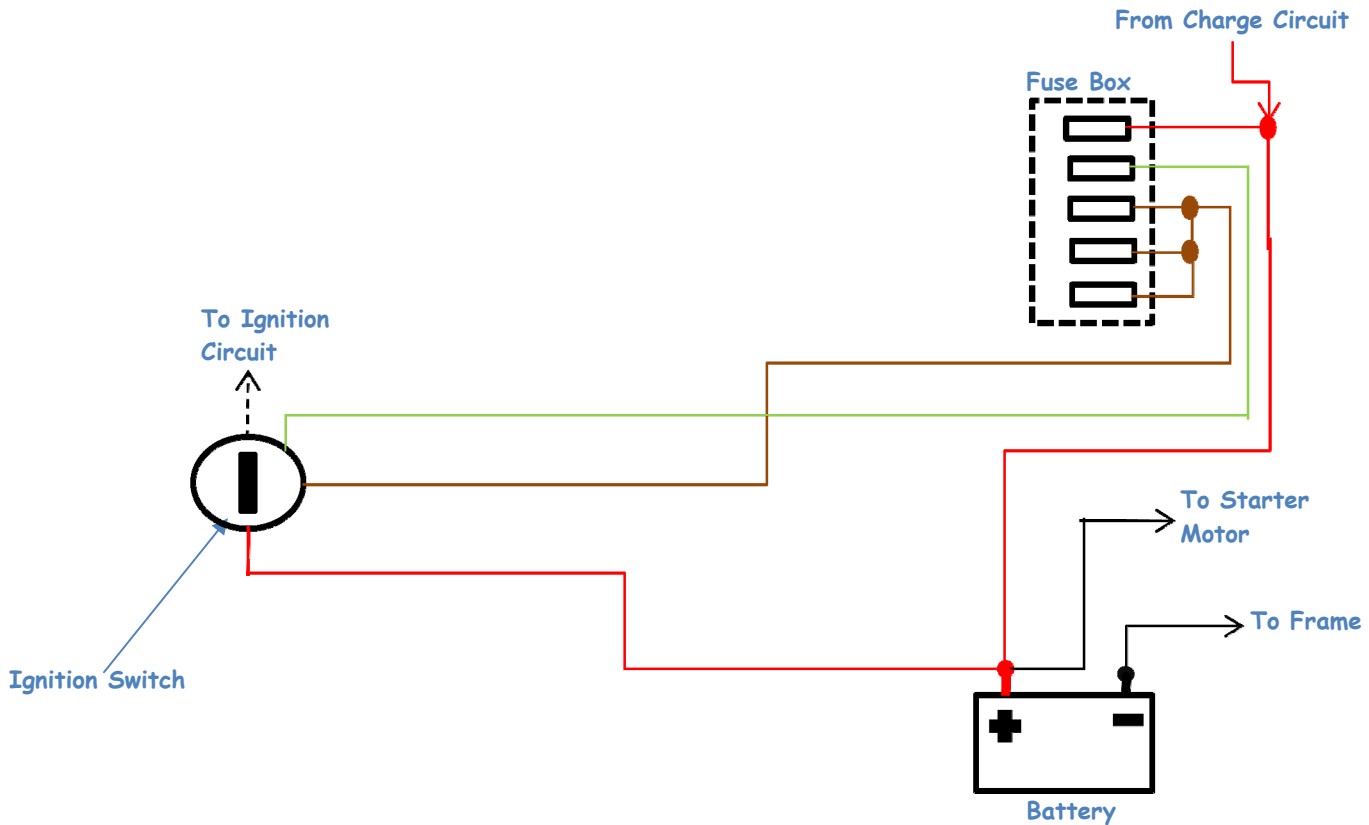 From Charge Circuit
Fuse Box
To Ignition
Circuit
To Starter
Motor
To Frame
Ignition Switch
Battery